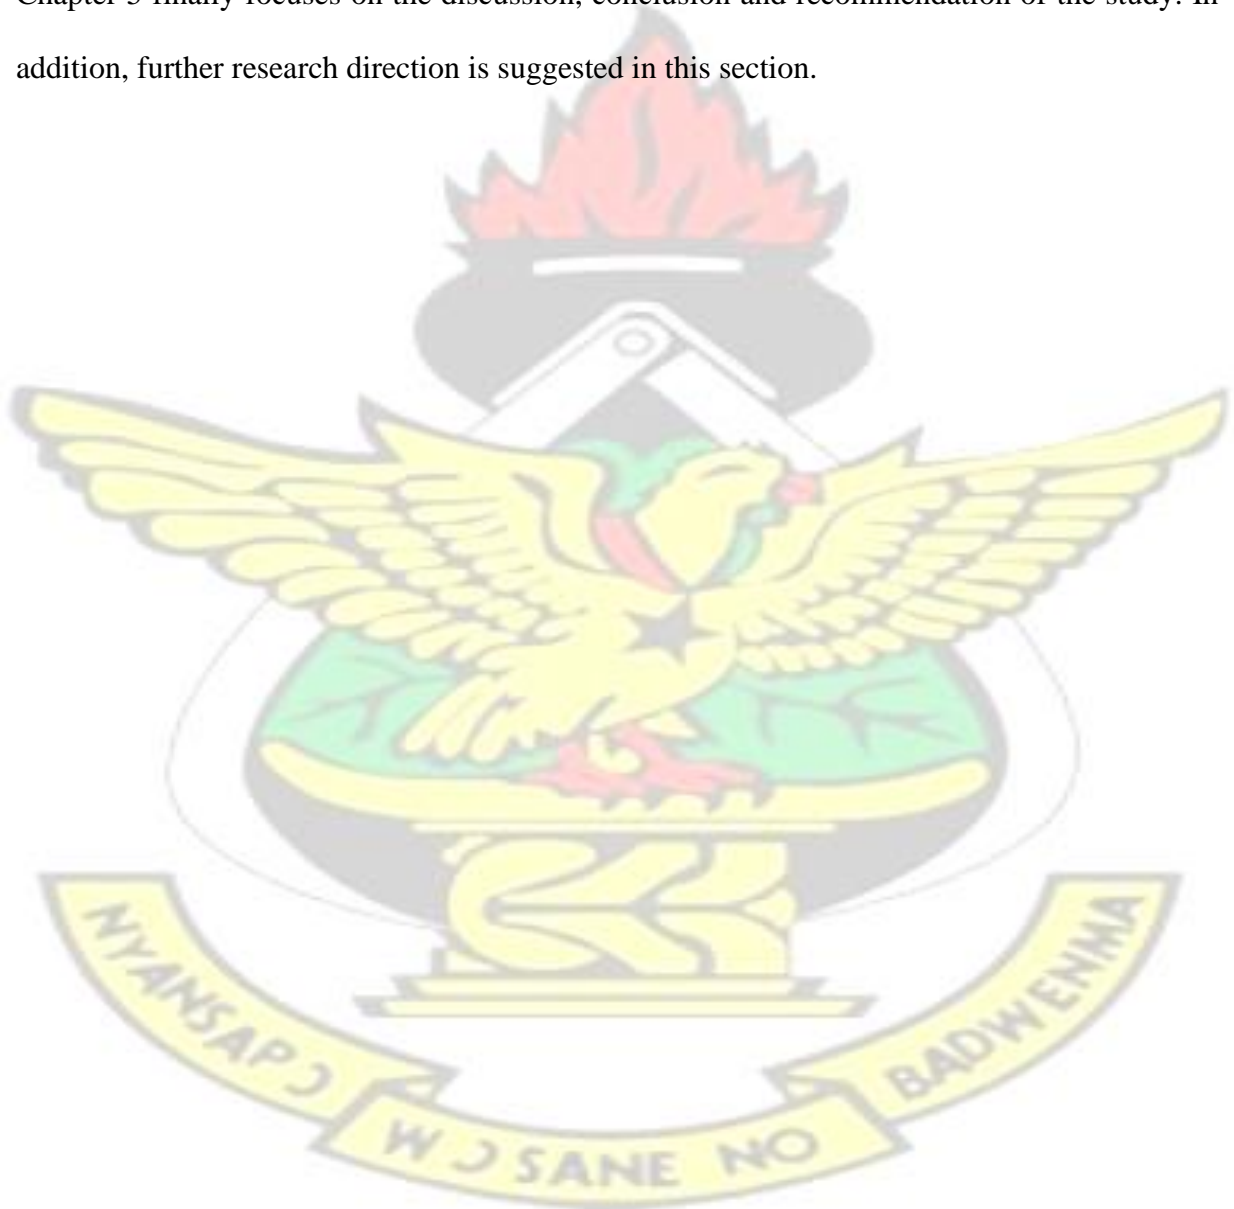 Chapter 5 finally focuses on the discussion, conclusion and recommendation of the study. In
addition, further research direction is suggested in this section.
NYANSAPƆ
WƆSANE NO
BADWENMA